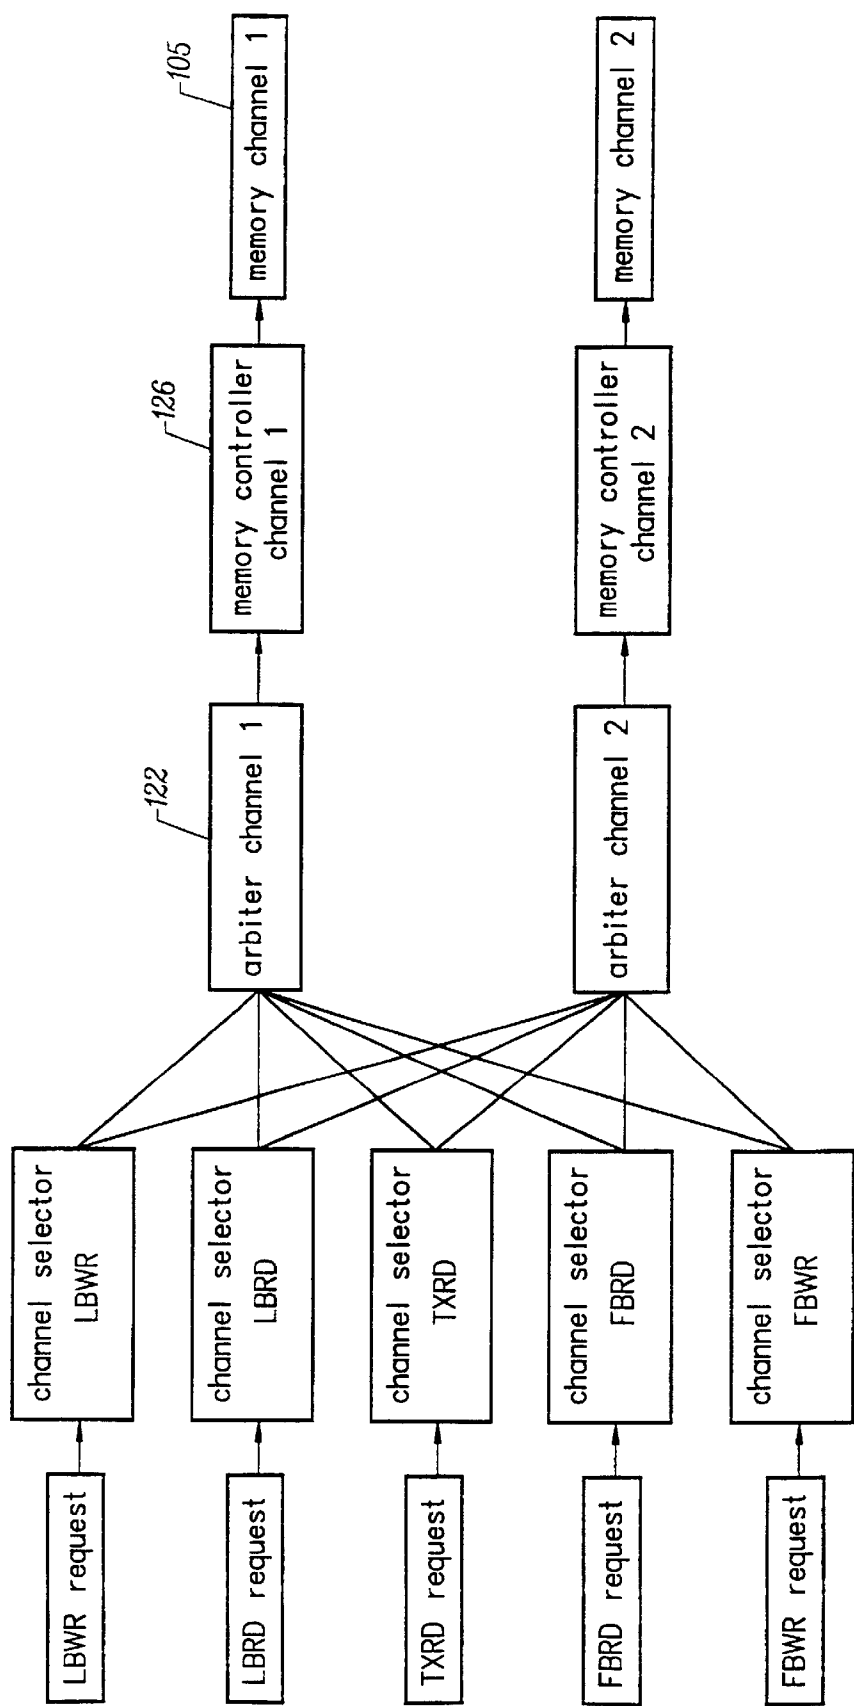 LBWR request
LBRD request
TXRD request
FBRD request
FBWR request
channel selector
LBWR
channel selector
LBRD
channel selector
TXRD
channel selector
FBRD
channel selector
FBWR
122
arbiter channel 1
arbiter channel 2
126
memory controller
channel 1
memory controller
channel 2
105
memory channel 1
memory channel 2